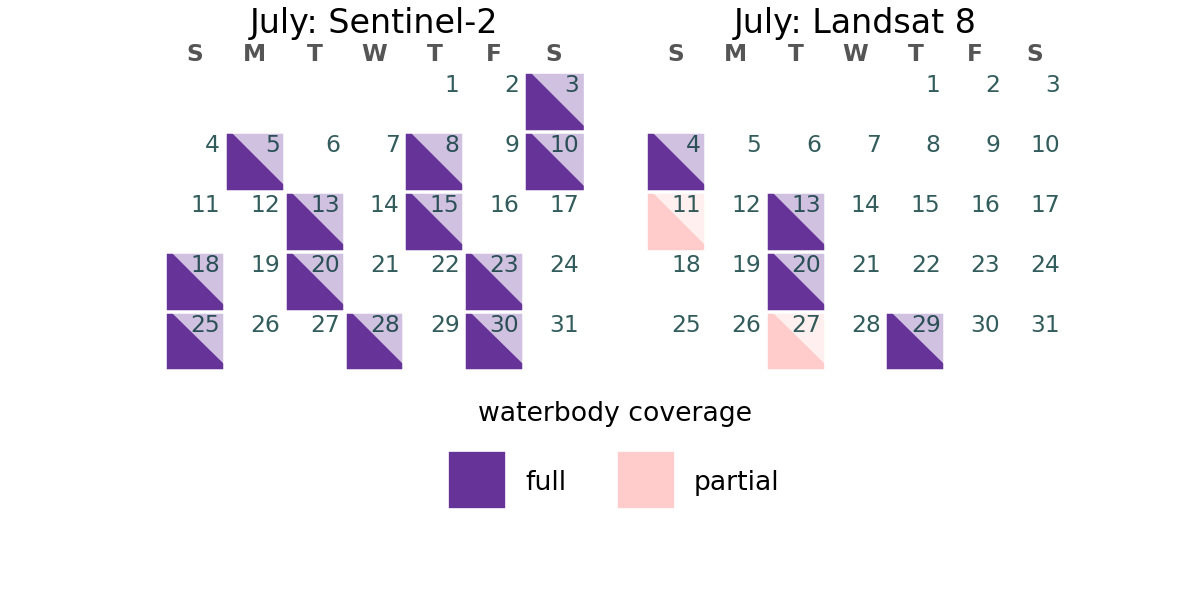 July: Sentinel-2
S M T W T F S
1 2 3
4 5 6 7 8 9 10
11 12 13 14 15 16 17
18 19 20 21 22 23 24
25 26 27 28 29 30 31
July: Landsat 8
S M T W T F S
1 2 3
4 5 6 7 8 9 10
11 12 13 14 15 16 17
18 19 20 21 22 23 24
25 26 27 28 29 30 31
waterbody coverage
full
partial